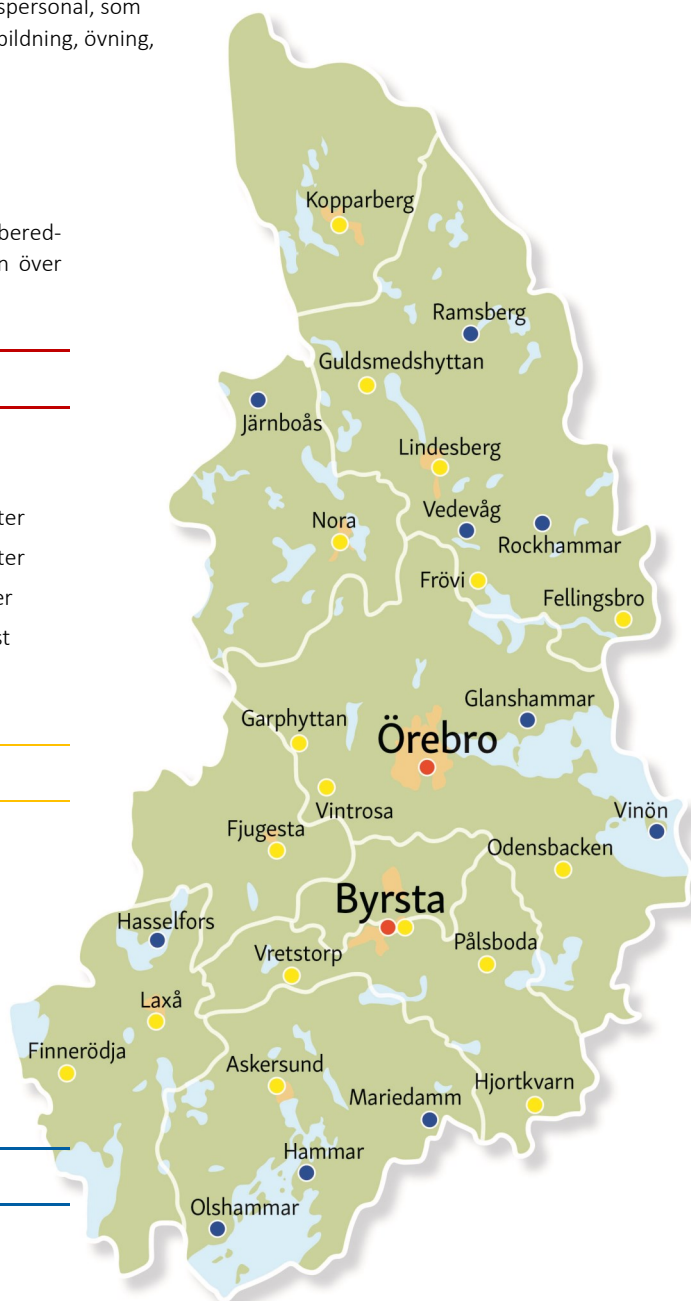 spersonal, som
bildning, övning,
bered-
n över
ter
ter
er
st
Kopparberg
Ramsberg
Guldsmedshyttan
Järnboås
Lindesberg
Vedevåg
Nora
Rockhammar
Frövi
Fellingsbro
Glanshammar
Garphyttan
Örebro
Vintrosa
Vinön
Fjugesta
Odensbacken
Byrsta
Hasselfors
Pålsboda
Vretstorp
Laxå
Finnerödja
Askersund
Hjortkvarn
Mariedamm
Hammar
Olshammar